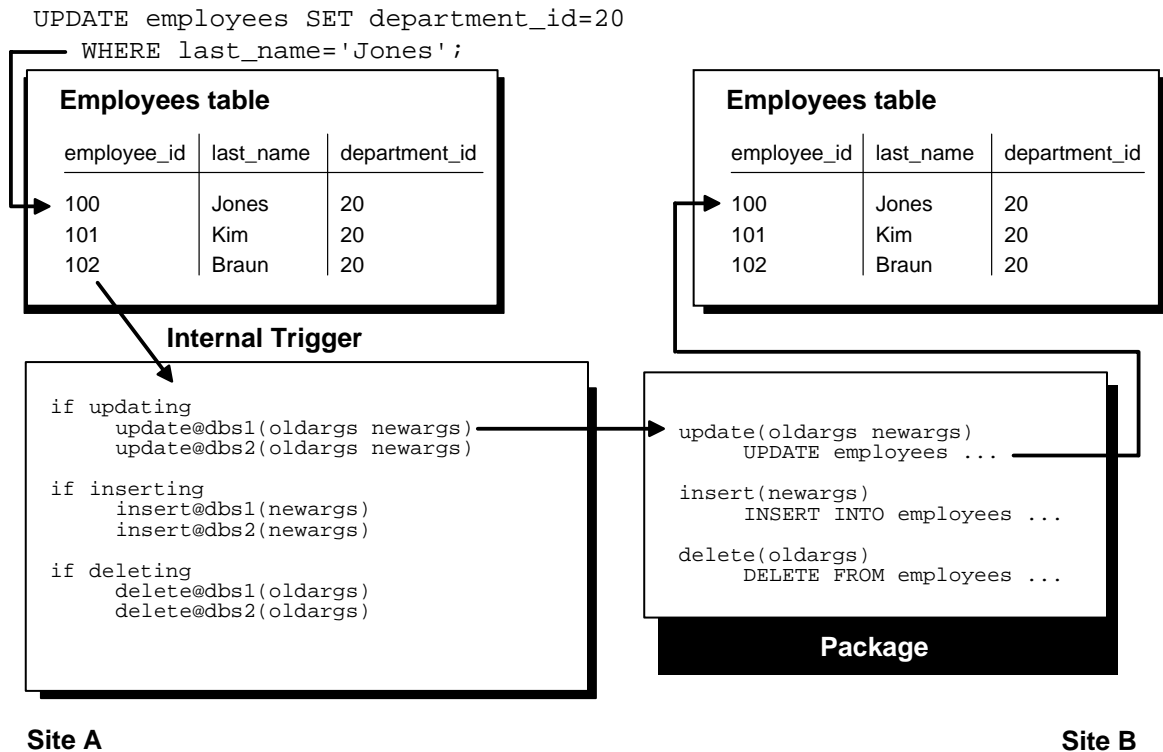 UPDATE employees SET department_id=20
WHERE last_name='Jones';
Employees table
employee_id last_name department_id
100 Jones 20
101 Kim 20
102 Braun 20
Employees table
employee_id last_name department_id
100 Jones 20
101 Kim 20
102 Braun 20
Internal Trigger
if updating
update@dbs1(oldargs newargs)
update@dbs2(oldargs newargs)
if inserting
insert@dbs1(newargs)
insert@dbs2(newargs)
if deleting
delete@dbs1(oldargs)
delete@dbs2(oldargs)
update(oldargs newargs)
UPDATE employees ...
insert(newargs)
INSERT INTO employees ...
delete(oldargs)
DELETE FROM employees ...
Package
Site A
Site B